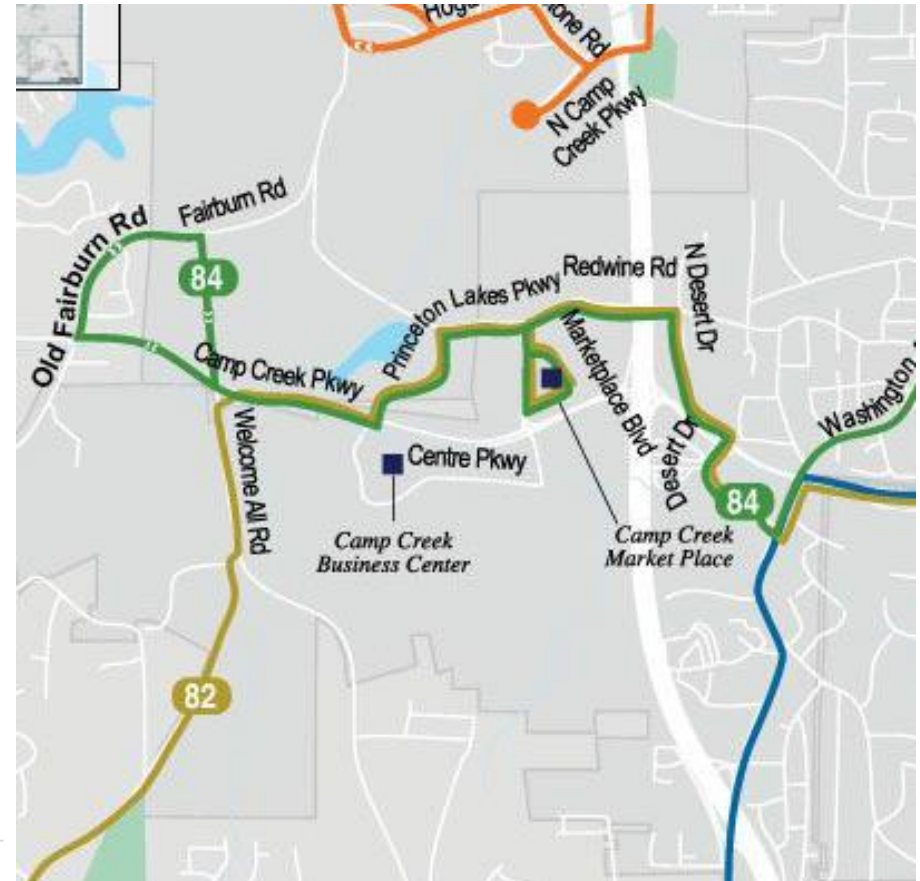 N Camp
Creek Pkwy
Fairburn Rd
Old Fairburn Rd
84
Redwine Rd
N Desert Dr
Princeton Lakes Pkwy
Marketplace Blvd
Camp Creek Pkwy
Desert Dr
Welcome All Rd
Centre Pkwy
84
Camp Creek
Business Center
Camp Creek
Market Place
Washington
82